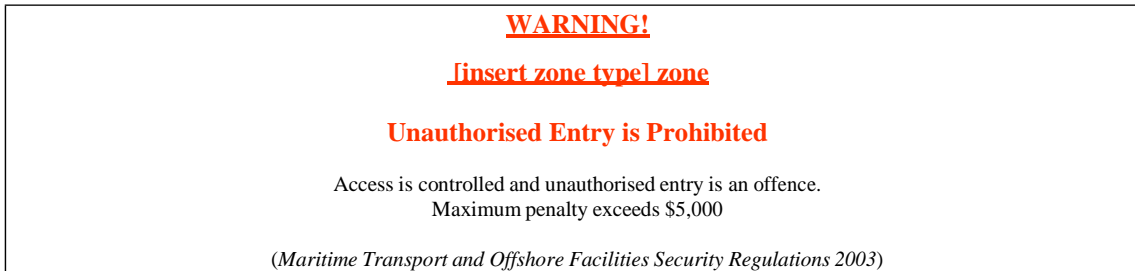 WARNING!
[insert zone type] zone
Unauthorised Entry is Prohibited
Access is controlled and unauthorised entry is an offence.
Maximum penalty exceeds $5,000
(Maritime Transport and Offshore Facilities Security Regulations 2003)